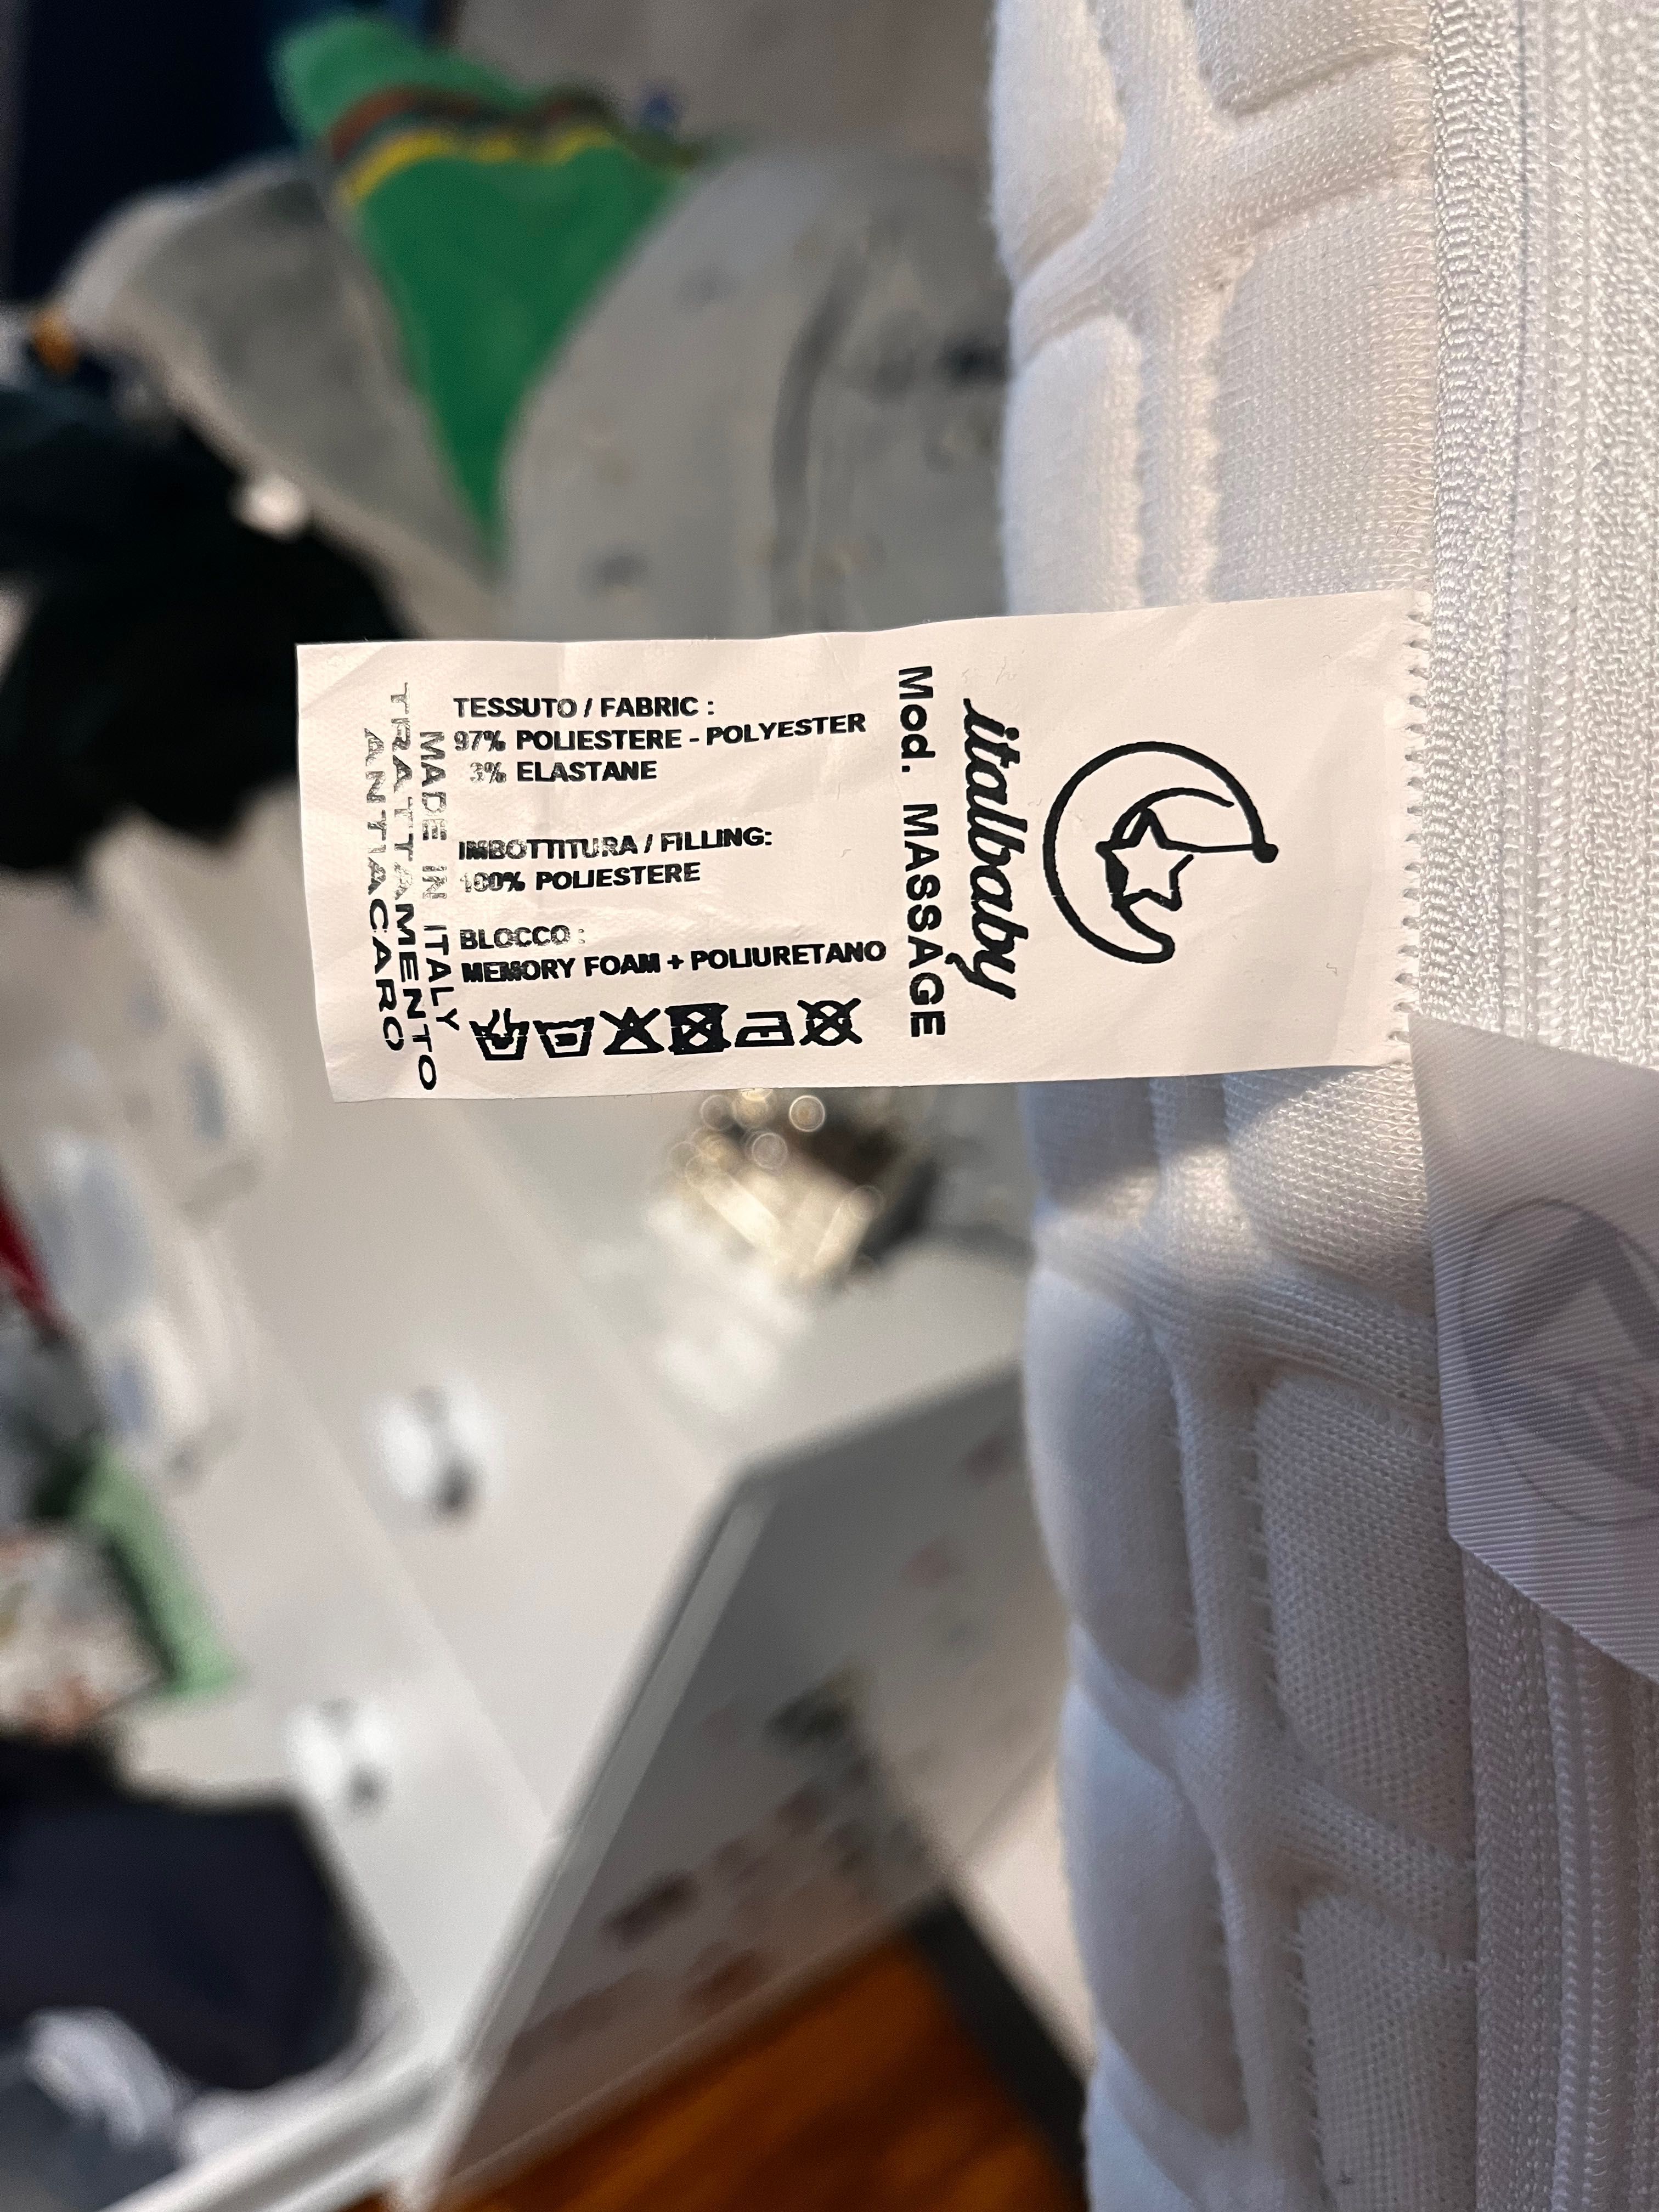 italbaby
Mod. MASSAGE
TESSUTO / FABRIC :
97% POLIESTERE - POLYESTER
3% ELASTANE
IMBOTTITURA / FILLING:
100% POLIESTERE
BLOCCO :
MEMORY FOAM + POLIURETANO
MADE IN ITALY
TRATTAMENTO
ANTIACARO